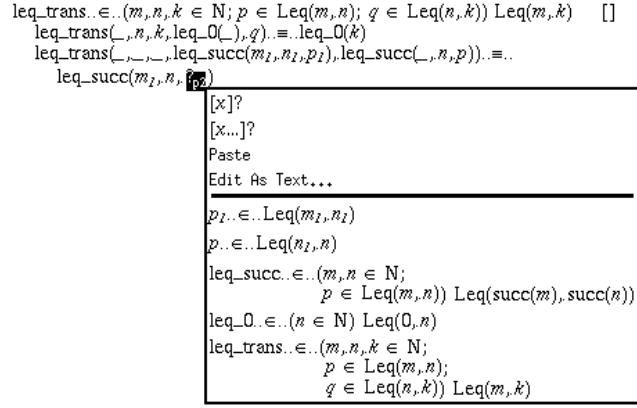 leq_trans..∈..(m,.n,.k ∈ N; p ∈ Leq(m,.n); q ∈ Leq(n,.k)) Leq(m,.k) []
leq_trans(_,.n,.k,.leq_0(_),.q)..≡..leq_0(k)
leq_trans(_,._,._,.leq_succ(m₁,.n₁,.p₁),.leq_succ(_,.n,.p))..≡..
leq_succ(m₁,.n,.?p2)
[x]?
[x...]?
Paste
Edit As Text...
p₁..∈..Leq(m₁,.n₁)
p..∈..Leq(n₁,.n)
leq_succ..∈..(m,.n ∈ N;
p ∈ Leq(m,.n)) Leq(succ(m),.succ(n))
leq_0..∈..(n ∈ N) Leq(0,.n)
leq_trans..∈..(m,.n,.k ∈ N;
p ∈ Leq(m,.n);
q ∈ Leq(n,.k)) Leq(m,.k)